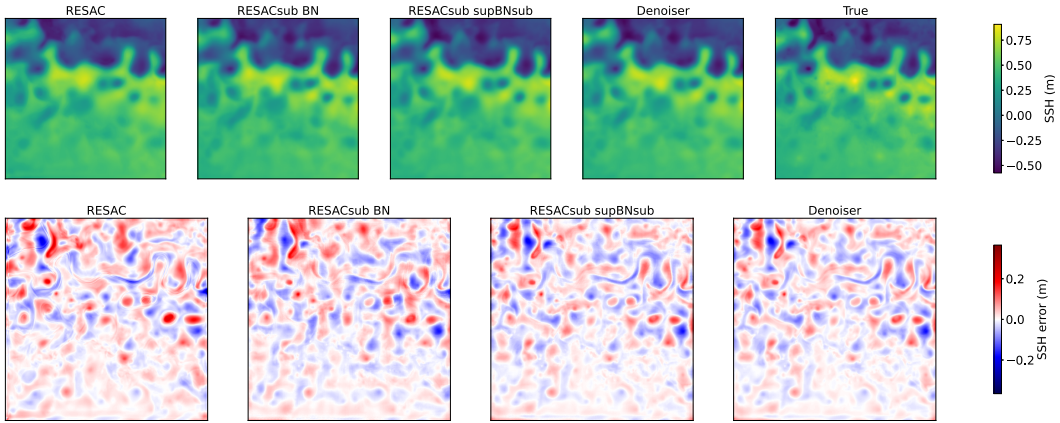 RESAC
RESACsub BN
RESACsub supBNsub
Denoiser
True
0.75
0.50
0.25
0.00
−0.25
−0.50
SSH (m)
RESAC
RESACsub BN
RESACsub supBNsub
Denoiser
0.2
0.0
−0.2
SSH error (m)